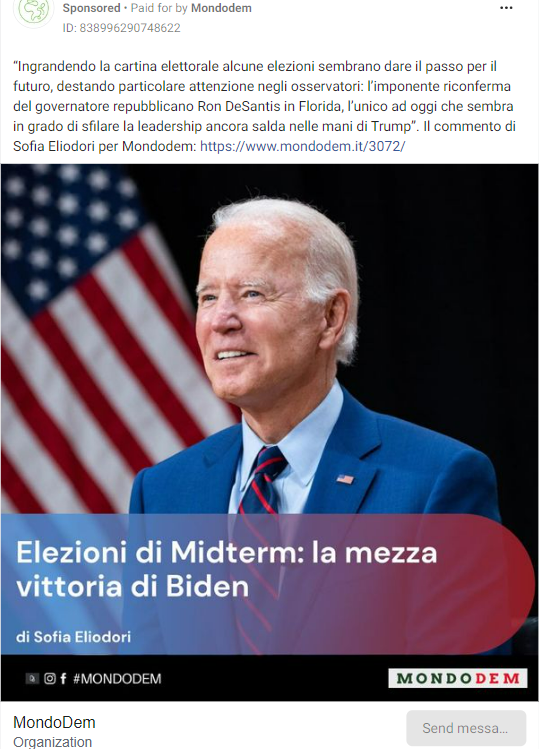 Sponsored • Paid for by Mondodem
ID: 838996290748622
“Ingrandendo la cartina elettorale alcune elezioni sembrano dare il passo per il
futuro, destando particolare attenzione negli osservatori: l’imponente riconferma
del governatore repubblicano Ron DeSantis in Florida, l’unico ad oggi che sembra
in grado di sfilare la leadership ancora salda nelle mani di Trump”. Il commento di
Sofia Eliodori per Mondodem: https://www.mondodem.it/3072/
Elezioni di Midterm: la mezza
vittoria di Biden
di Sofia Eliodori
#MONDODEM
MONDODEM
MondoDem
Organization
Send messa...